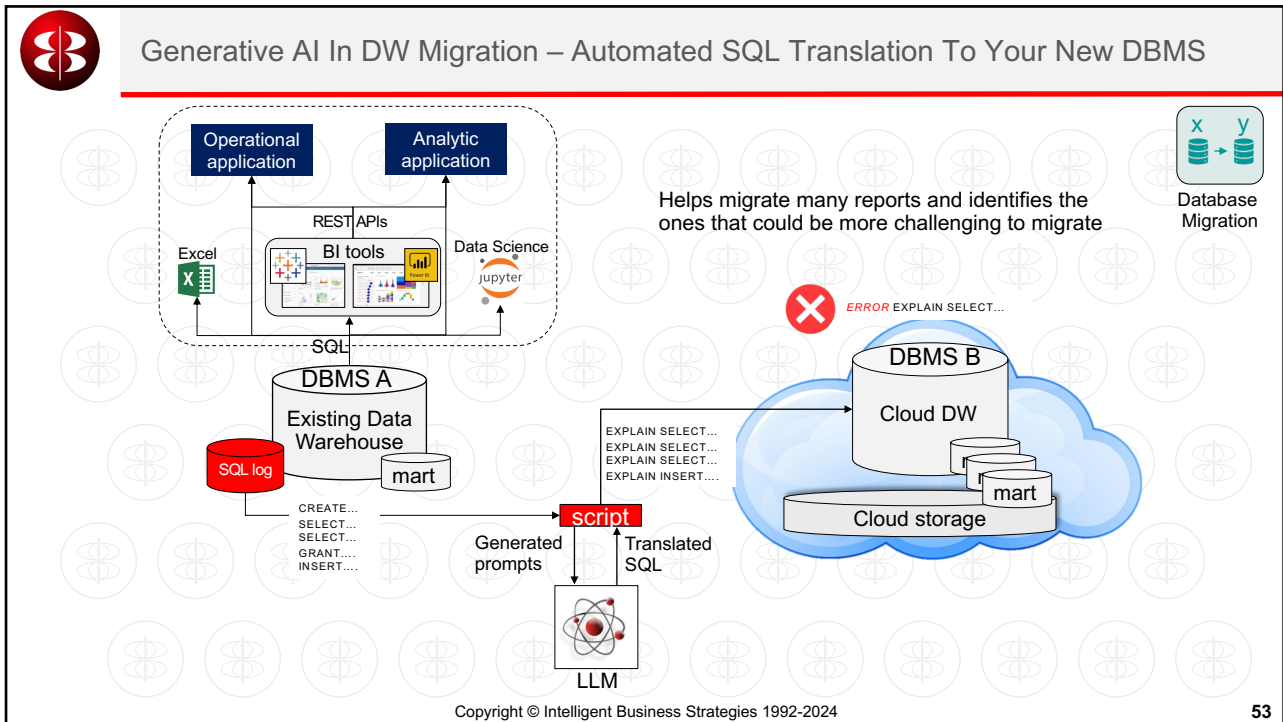 Generative AI In DW Migration – Automated SQL Translation To Your New DBMS
Operational
application
Analytic
application
x y
Database
Migration
Helps migrate many reports and identifies the
ones that could be more challenging to migrate
REST APIs
Excel
BI tools
Data Science
Power BI
jupyter
SQL
ERROR EXPLAIN SELECT...
DBMS A
Existing Data
Warehouse
SQL log
mart
DBMS B
Cloud DW
mart
Cloud storage
EXPLAIN SELECT...
EXPLAIN SELECT...
EXPLAIN SELECT...
EXPLAIN INSERT....
CREATE...
SELECT...
SELECT...
GRANT....
INSERT....
script
Generated
prompts
Translated
SQL
LLM
Copyright © Intelligent Business Strategies 1992-2024
53